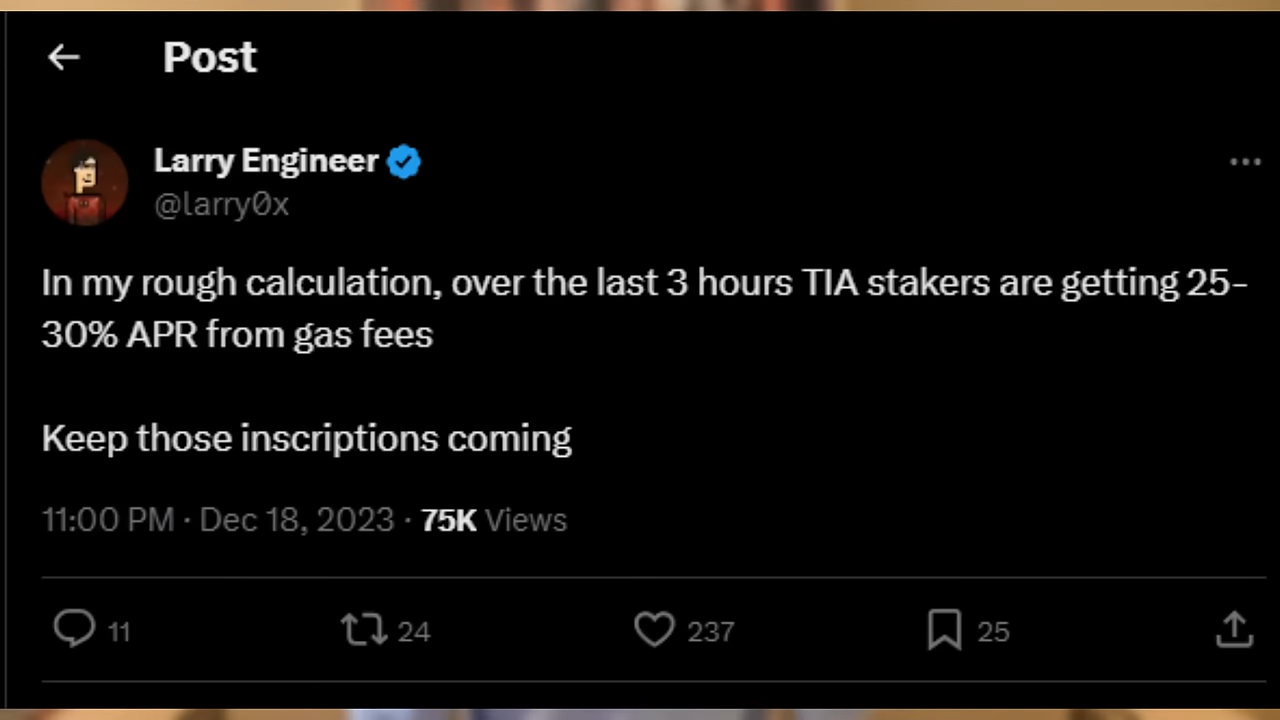 Post
Larry Engineer
@larry0x
In my rough calculation, over the last 3 hours TIA stakers are getting 25-
30% APR from gas fees
Keep those inscriptions coming
11:00 PM · Dec 18, 2023 · 75K Views
11 24 237 25